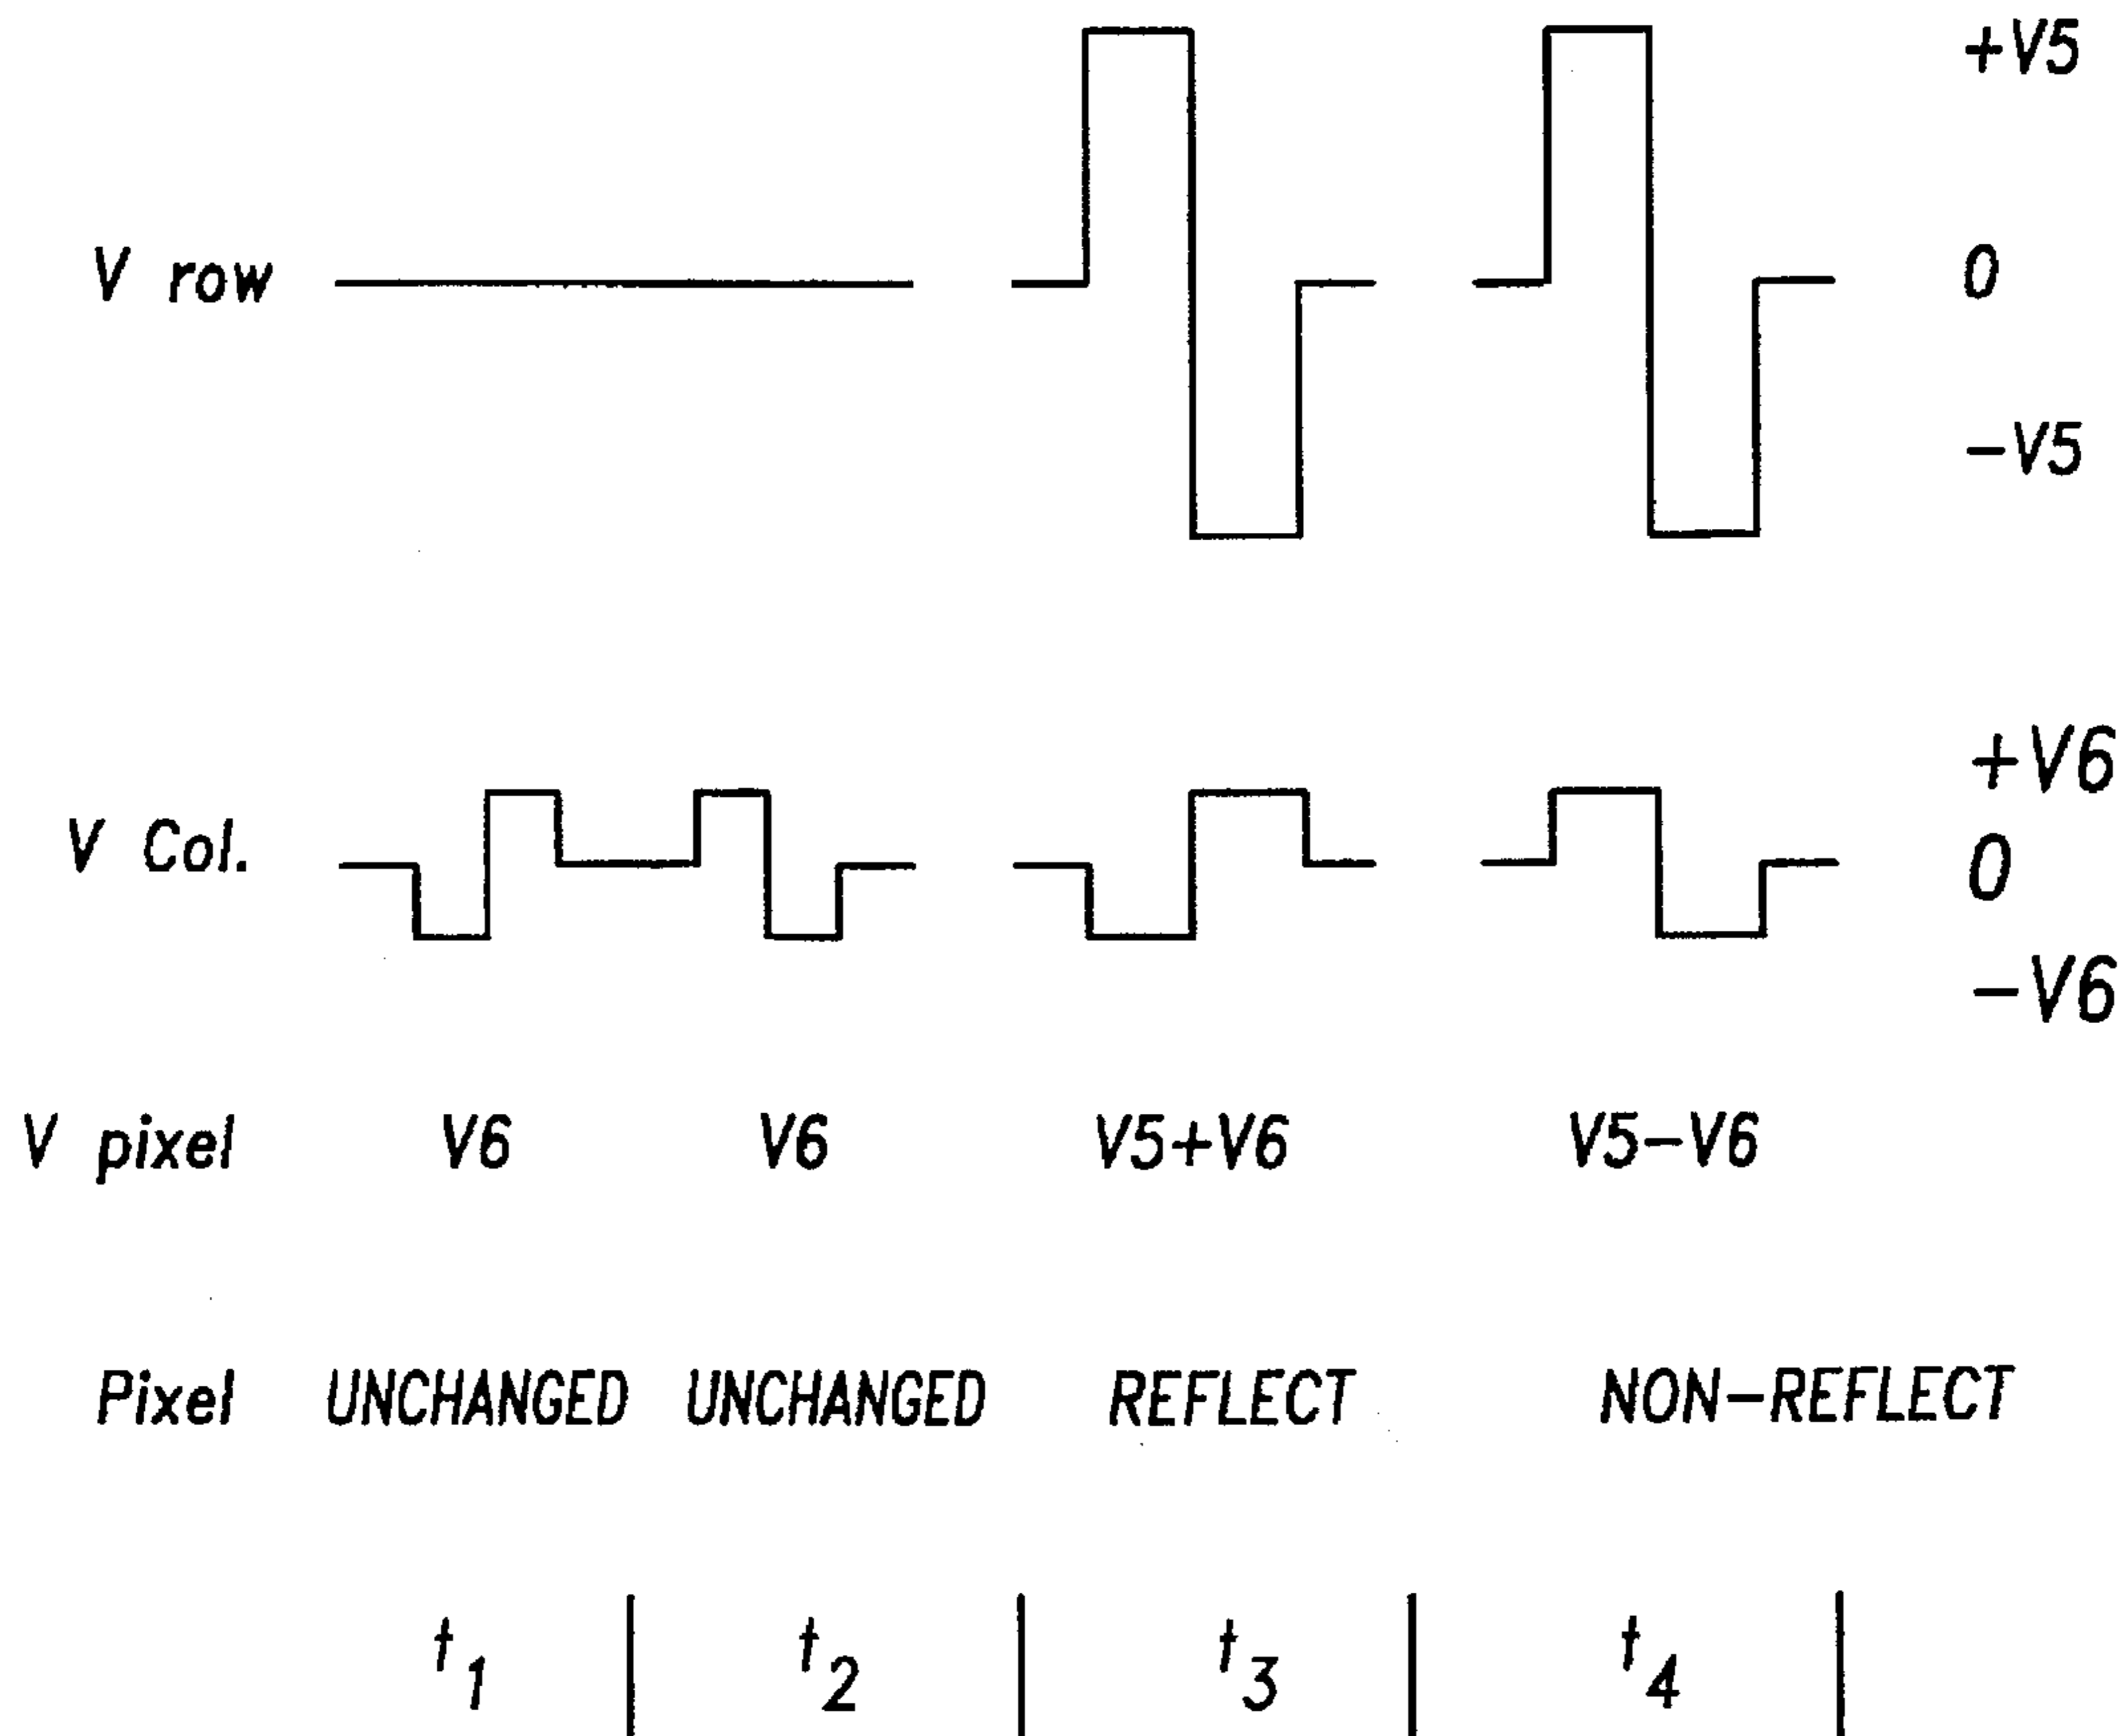 +V5
V row 0
-V5
+V6
V Col. 0
-V6
V pixel V6 V6 V5+V6 V5-V6
Pixel UNCHANGED UNCHANGED REFLECT NON-REFLECT
t1 t2 t3 t4